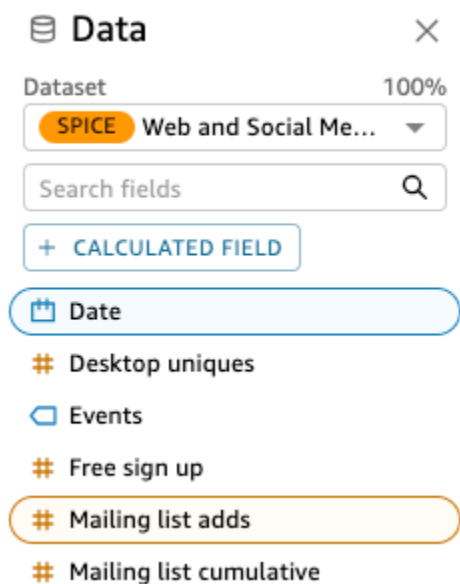 Data
Dataset 100%
SPICE Web and Social Me...
Search fields
+ CALCULATED FIELD
Date
Desktop uniques
Events
Free sign up
Mailing list adds
Mailing list cumulative